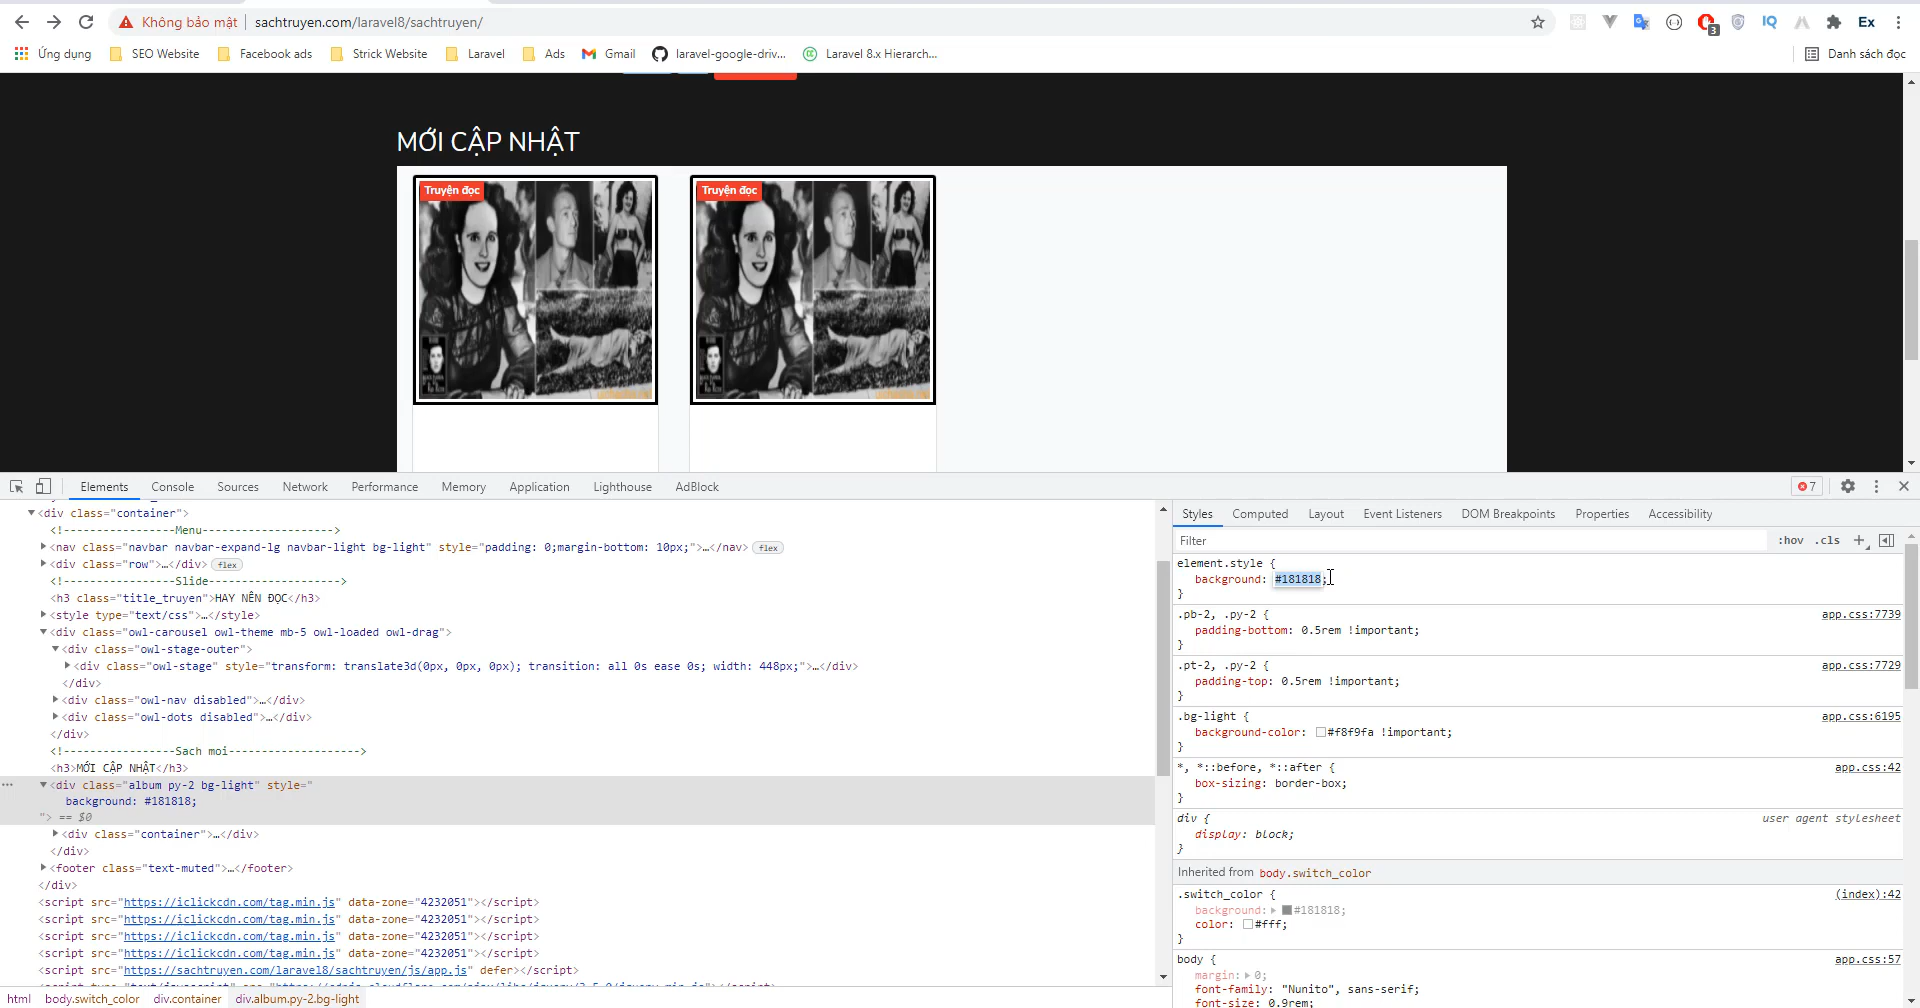 Không bảo mật sachtruyen.com/laravel8/sachtruyen/ 3 IQ Ex
Ứng dụng SEO Website Facebook ads Strick Website Laravel Ads Gmail laravel-google-driv... Laravel 8.x Hierarch... Danh sách đọc
MỚI CẬP NHẬT
Truyện đọc Truyện đọc
Elements Console Sources Network Performance Memory Application Lighthouse AdBlock 7
▼<div class="container">
<!----------------Menu------------------->
▶<nav class="navbar navbar-expand-lg navbar-light bg-light" style="padding: 0;margin-bottom: 10px;">…</nav> flex
▶<div class="row">…</div> flex
<!----------------Slide------------------->
<h3 class="title_truyen">HAY NÊN ĐỌC</h3>
▶<style type="text/css">…</style>
▼<div class="owl-carousel owl-theme mb-5 owl-loaded owl-drag">
▼<div class="owl-stage-outer">
▶<div class="owl-stage" style="transform: translate3d(0px, 0px, 0px); transition: all 0s ease 0s; width: 448px;">…</div>
</div>
▶<div class="owl-nav disabled">…</div>
▶<div class="owl-dots disabled">…</div>
</div>
<!----------------Sach moi------------------->
<h3>MỚI CẬP NHẬT</h3>
▼<div class="album py-2 bg-light" style="
background: #181818;
"> == $0
▶<div class="container">…</div>
</div>
▶<footer class="text-muted">…</footer>
</div>
<script src="https://iclickcdn.com/tag.min.js" data-zone="4232051"></script>
<script src="https://iclickcdn.com/tag.min.js" data-zone="4232051"></script>
<script src="https://iclickcdn.com/tag.min.js" data-zone="4232051"></script>
<script src="https://iclickcdn.com/tag.min.js" data-zone="4232051"></script>
<script src="https://sachtruyen.com/laravel8/sachtruyen/js/app.js" defer></script>
html body.switch_color div.container div.album.py-2.bg-light
Styles Computed Layout Event Listeners DOM Breakpoints Properties Accessibility
Filter :hov .cls +
element.style {
background: #181818;
}
.pb-2, .py-2 { app.css:7739
padding-bottom: 0.5rem !important;
}
.pt-2, .py-2 { app.css:7729
padding-top: 0.5rem !important;
}
.bg-light { app.css:6195
background-color: #f8f9fa !important;
}
*, *::before, *::after { app.css:42
box-sizing: border-box;
}
div { user agent stylesheet
display: block;
}
Inherited from body.switch_color
.switch_color { (index):42
background: ▶ #181818;
color: #fff;
}
body { app.css:57
margin: ▶ 0;
font-family: "Nunito", sans-serif;
font-size: 0.9rem;